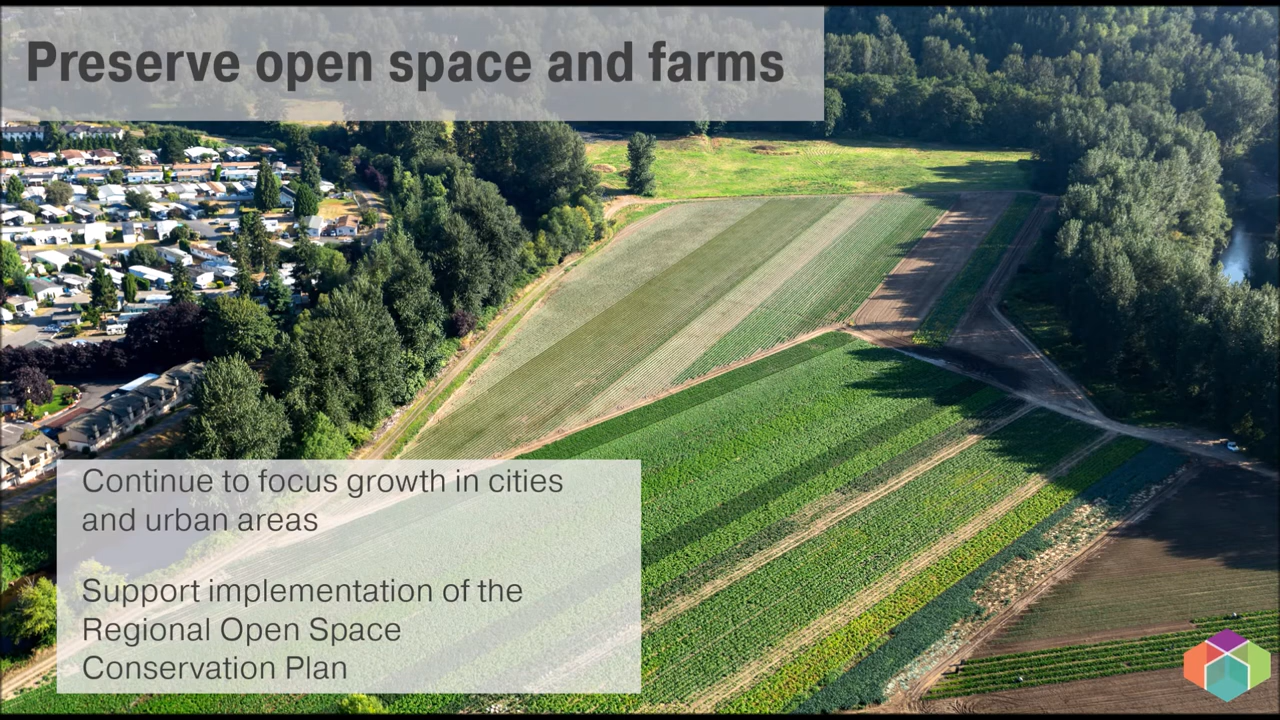 Preserve open space and farms
Continue to focus growth in cities
and urban areas
Support implementation of the
Regional Open Space
Conservation Plan